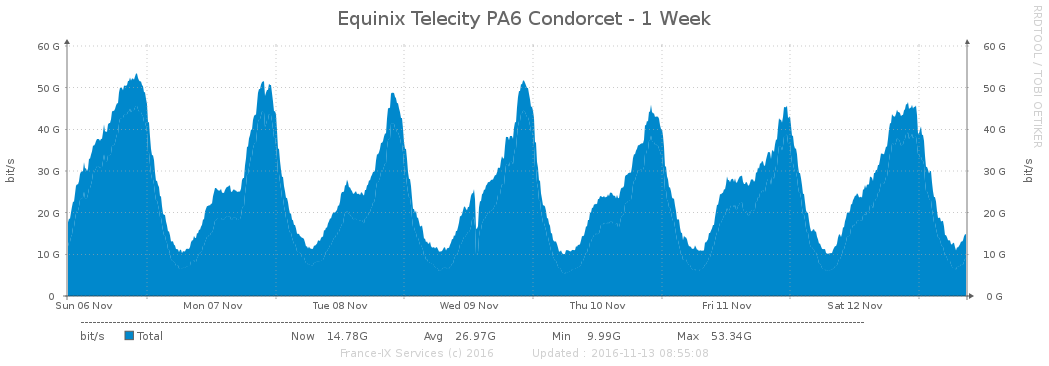 Equinix Telecity PA6 Condorcet - 1 Week
RRDTOOL / TOBI OETIKER
bit/s
60 G 60 G
50 G 50 G
40 G 40 G
30 G 30 G
20 G 20 G
10 G 10 G
0 0 G
bit/s
Sun 06 Nov Mon 07 Nov Tue 08 Nov Wed 09 Nov Thu 10 Nov Fri 11 Nov Sat 12 Nov
bit/s Total Now 14.78G Avg 26.97G Min 9.99G Max 53.34G
France-IX Services (c) 2016 Updated : 2016-11-13 08:55:08